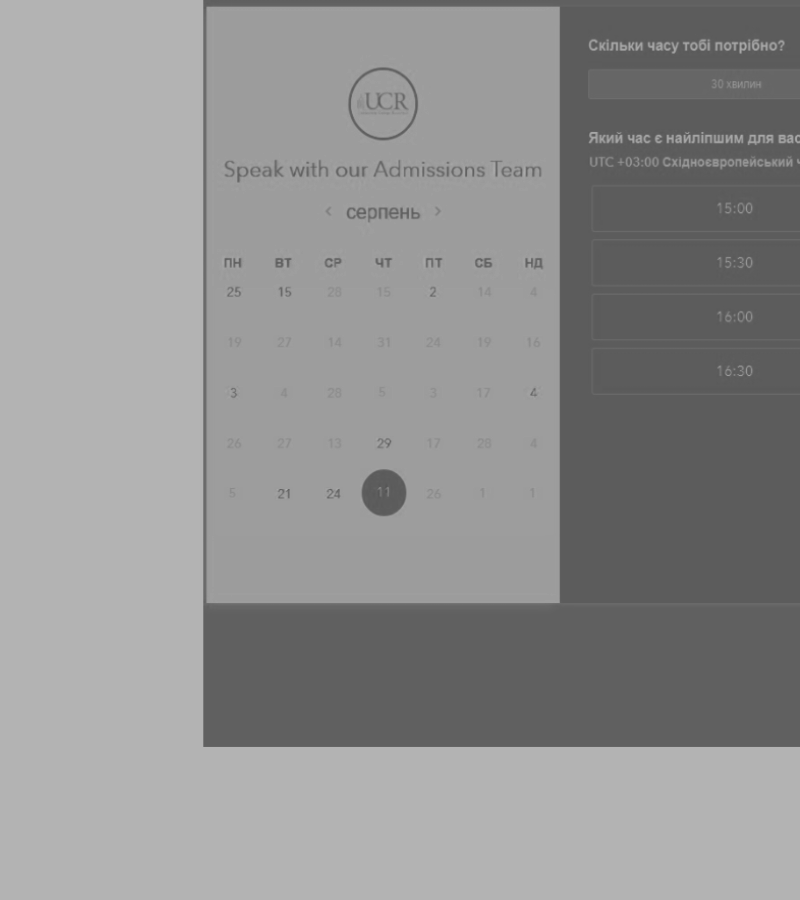 UCR
Speak with our Admissions Team
серпень
ПН ВТ СР ЧТ ПТ СБ НД
25 15 28 15 2 14 4
19 27 14 31 24 19 16
3 4 28 5 3 17 4
26 27 13 29 17 28 4
5 21 24 11 26 1 1
Скільки часу тобі потрібно?
30 хвилин
Який час є найліпшим для вас
UTC +03:00 Східноєвропейський ч
15:00
15:30
16:00
16:30